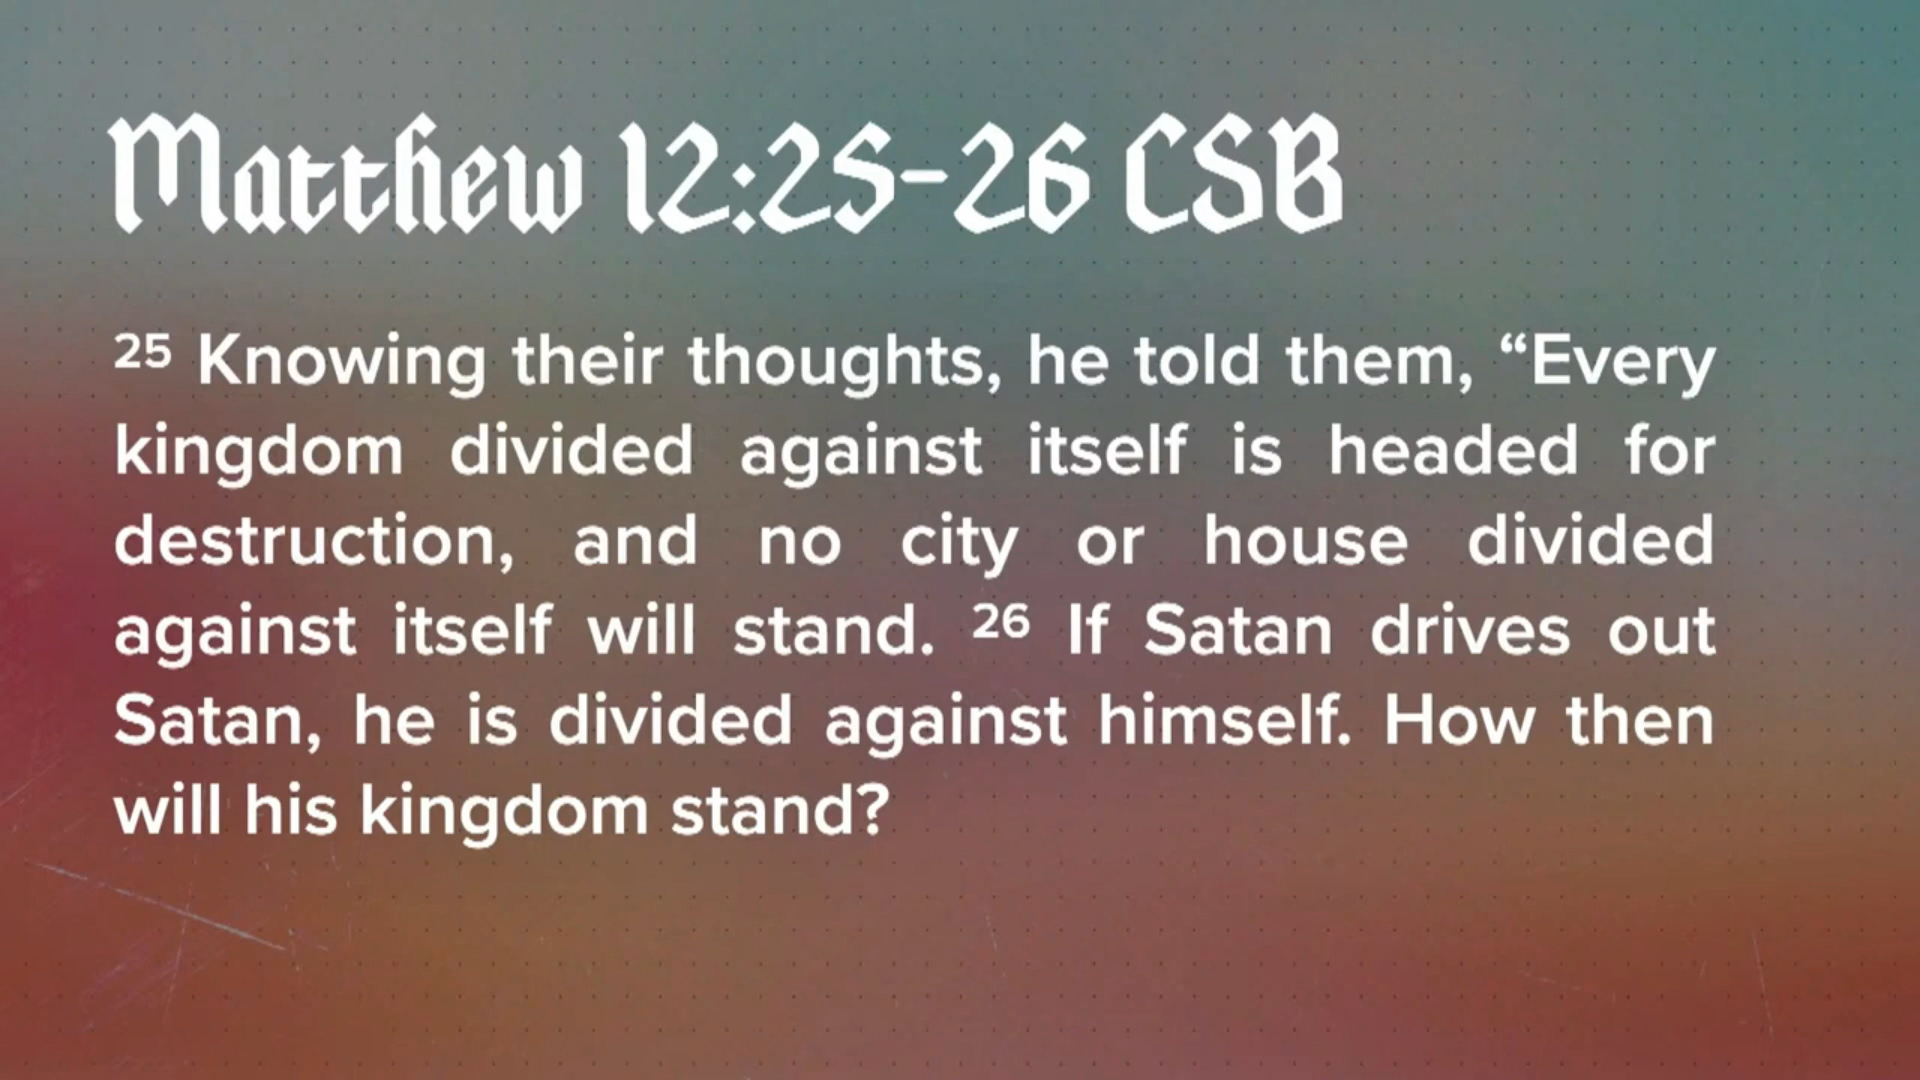 Matthew 12:25-26 CSB
²⁵ Knowing their thoughts, he told them, “Every
kingdom divided against itself is headed for
destruction, and no city or house divided
against itself will stand. ²⁶ If Satan drives out
Satan, he is divided against himself. How then
will his kingdom stand?